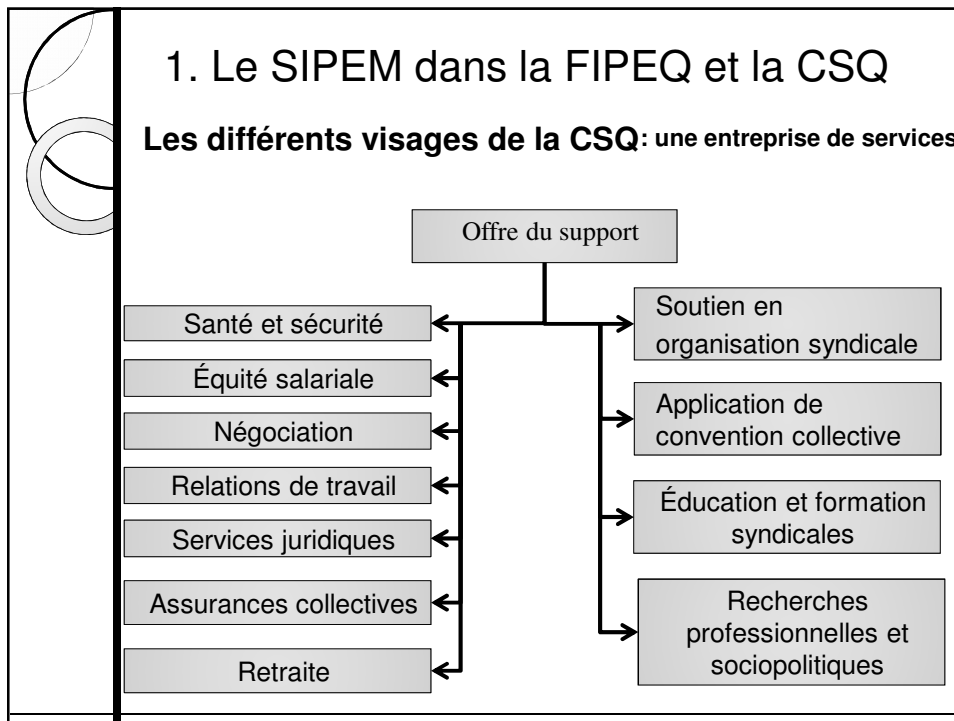 1. Le SIPEM dans la FIPEQ et la CSQ
Les différents visages de la CSQ: une entreprise de services
Offre du support
Santé et sécurité
Équité salariale
Négociation
Relations de travail
Services juridiques
Assurances collectives
Retraite
Soutien en
organisation syndicale
Application de
convention collective
Éducation et formation
syndicales
Recherches
professionnelles et
sociopolitiques